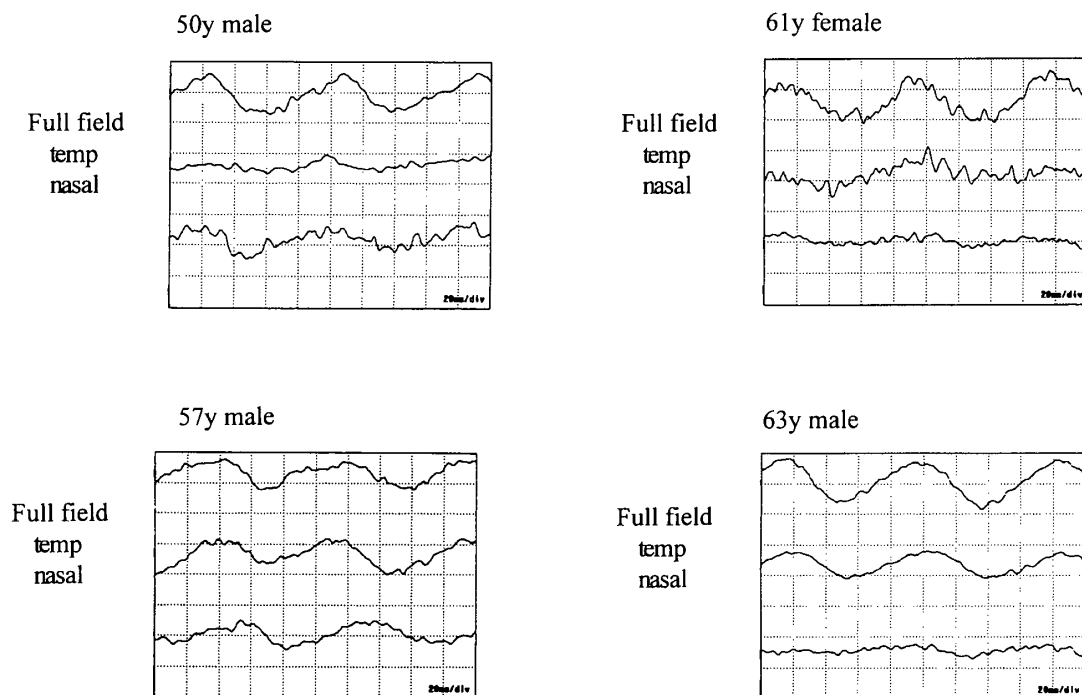 50y male
Full field
temp
nasal
20ms/div
61y female
Full field
temp
nasal
20ms/div
57y male
Full field
temp
nasal
20ms/div
63y male
Full field
temp
nasal
20ms/div